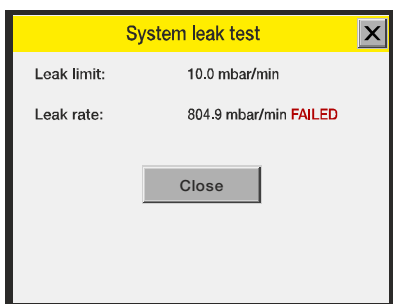 System leak test
Leak limit: 10.0 mbar/min
Leak rate: 804.9 mbar/min FAILED
Close